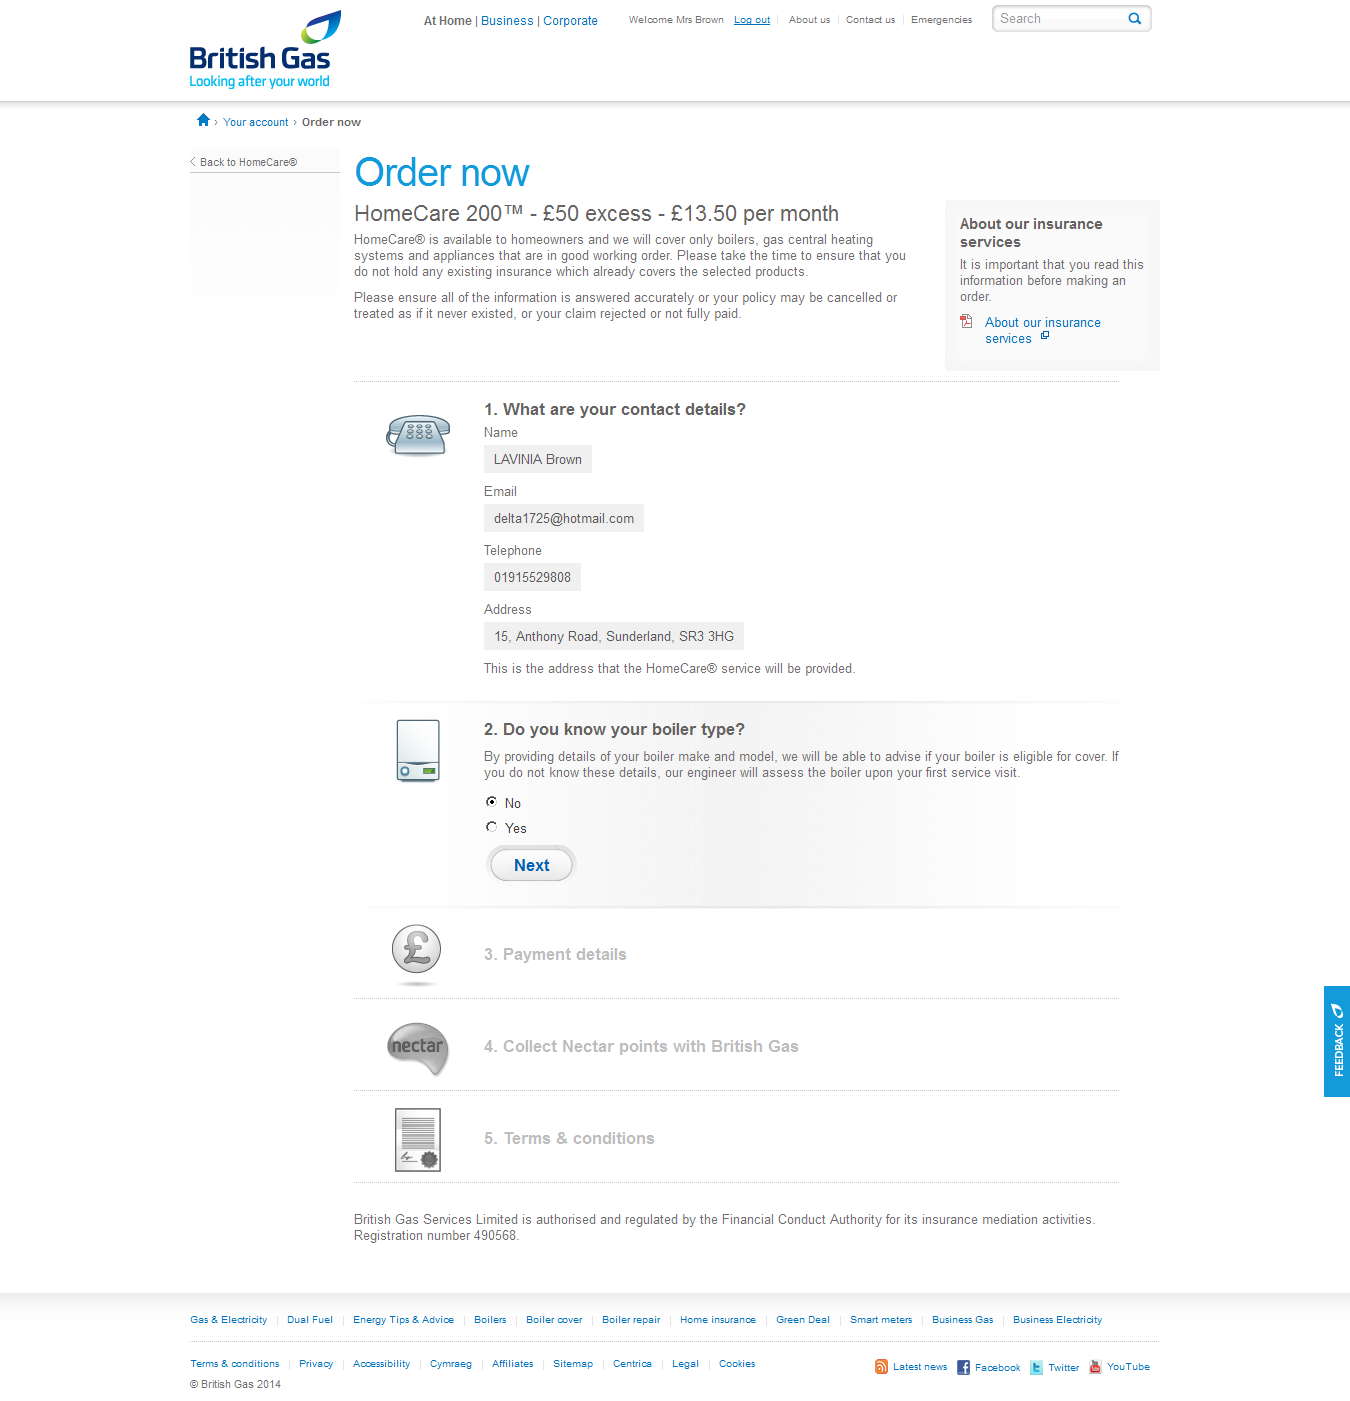 British Gas
Looking after your world
At Home | Business | Corporate
Welcome Mrs Brown Log out About us Contact us Emergencies
Search
› Your account › Order now
Back to HomeCare®
Order now
HomeCare 200™ - £50 excess - £13.50 per month
HomeCare® is available to homeowners and we will cover only boilers, gas central heating
systems and appliances that are in good working order. Please take the time to ensure that you
do not hold any existing insurance which already covers the selected products.
Please ensure all of the information is answered accurately or your policy may be cancelled or
treated as if it never existed, or your claim rejected or not fully paid.
About our insurance
services
It is important that you read this
information before making an
order.
About our insurance
services
1. What are your contact details?
Name
LAVINIA Brown
Email
delta1725@hotmail.com
Telephone
01915529808
Address
15, Anthony Road, Sunderland, SR3 3HG
This is the address that the HomeCare® service will be provided.
2. Do you know your boiler type?
By providing details of your boiler make and model, we will be able to advise if your boiler is eligible for cover. If
you do not know these details, our engineer will assess the boiler upon your first service visit.
No
Yes
Next
£
3. Payment details
nectar
4. Collect Nectar points with British Gas
5. Terms & conditions
FEEDBACK
British Gas Services Limited is authorised and regulated by the Financial Conduct Authority for its insurance mediation activities.
Registration number 490568.
Gas & Electricity Dual Fuel Energy Tips & Advice Boilers Boiler cover Boiler repair Home insurance Green Deal Smart meters Business Gas Business Electricity
Terms & conditions Privacy Accessibility Cymraeg Affiliates Sitemap Centrica Legal Cookies
Latest news Facebook Twitter YouTube
© British Gas 2014